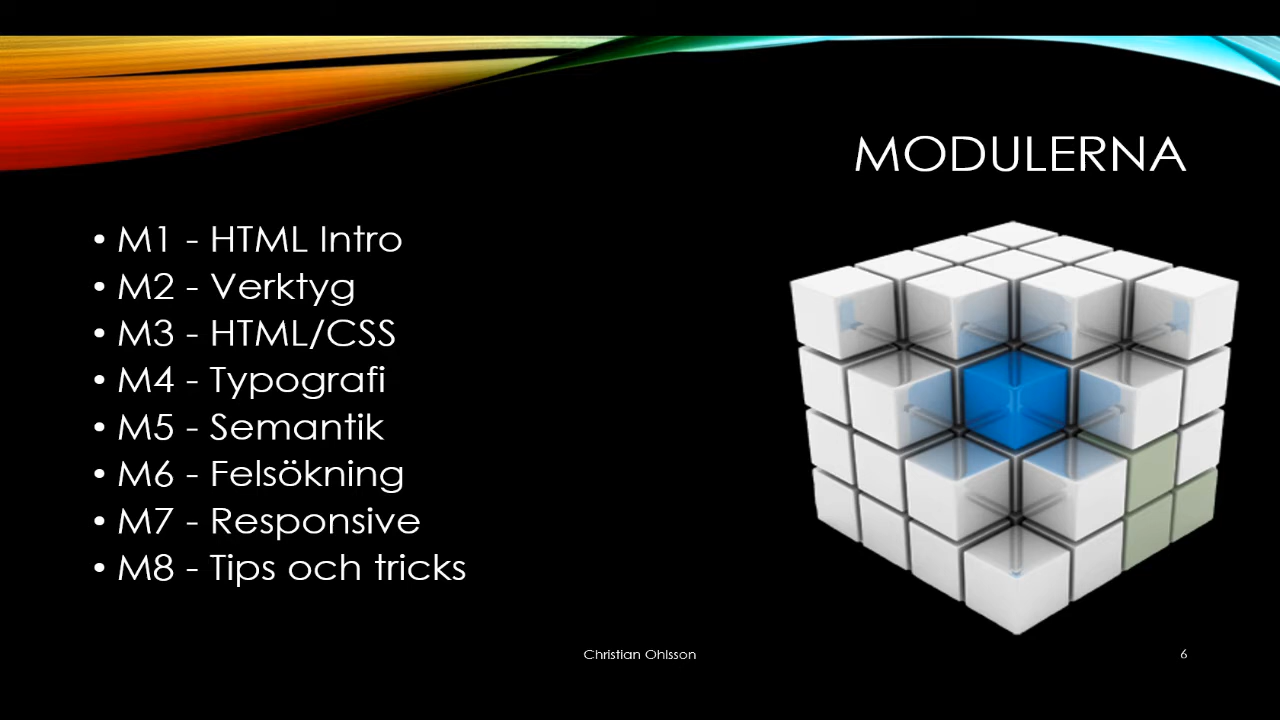 MODULERNA
• M1 - HTML Intro
• M2 - Verktyg
• M3 - HTML/CSS
• M4 - Typografi
• M5 - Semantik
• M6 - Felsökning
• M7 - Responsive
• M8 - Tips och tricks
Christian Ohlsson
6